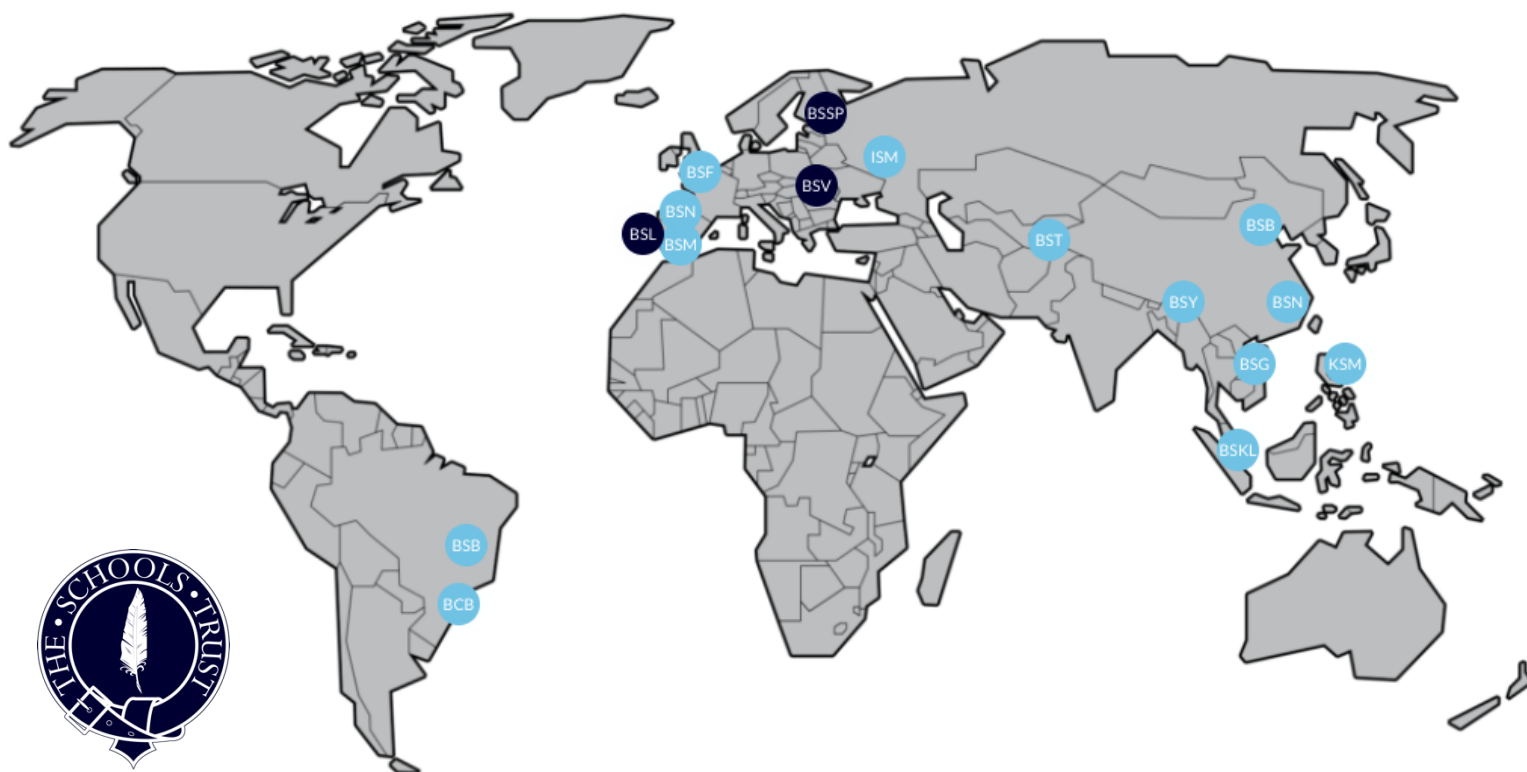 BSSP
ISM
BSF
BSV
BSN
BSL
BSM
BST
BSB
BSY
BSN
BSG
KSM
BSKL
BSB
BCB
THE • SCHOOLS • TRUST